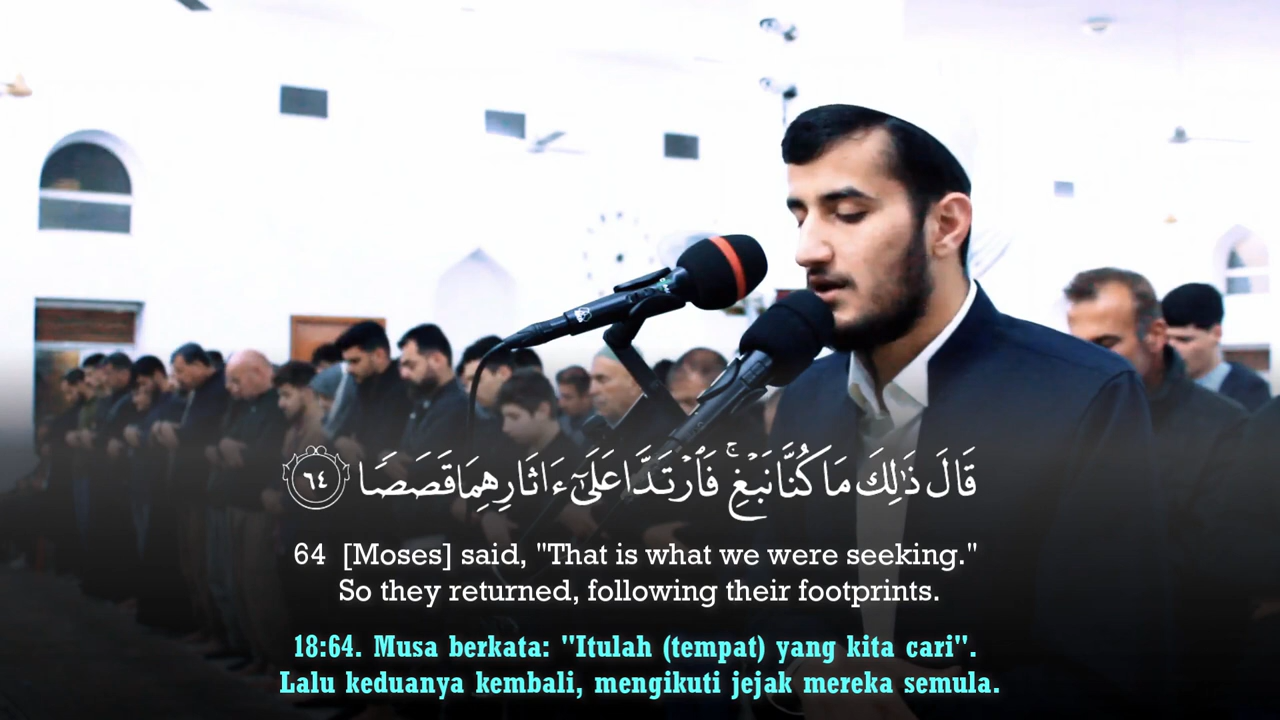 قَالَ ذَٰلِكَ مَا كُنَّا نَبْغِ ۚ فَٱرْتَدَّا عَلَىٰٓ ءَاثَارِهِمَا قَصَصًا ٦٤
64 [Moses] said, "That is what we were seeking."
So they returned, following their footprints.
18:64. Musa berkata: "Itulah (tempat) yang kita cari".
Lalu keduanya kembali, mengikuti jejak mereka semula.